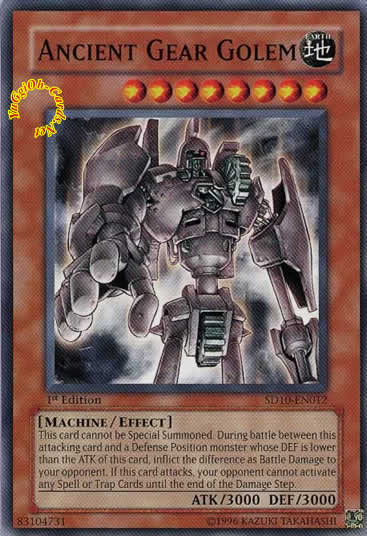 ANCIENT GEAR GOLEM
EARTH
地
YuGiOh-Cards.Net
1st Edition
SD10-EN012
[MACHINE / EFFECT]
This card cannot be Special Summoned. During battle between this
attacking card and a Defense Position monster whose DEF is lower
than the ATK of this card, inflict the difference as Battle Damage to
your opponent. If this card attacks, your opponent cannot activate
any Spell or Trap Cards until the end of the Damage Step.
ATK/3000 DEF/3000
83104731
©1996 KAZUKI TAKAHASHI